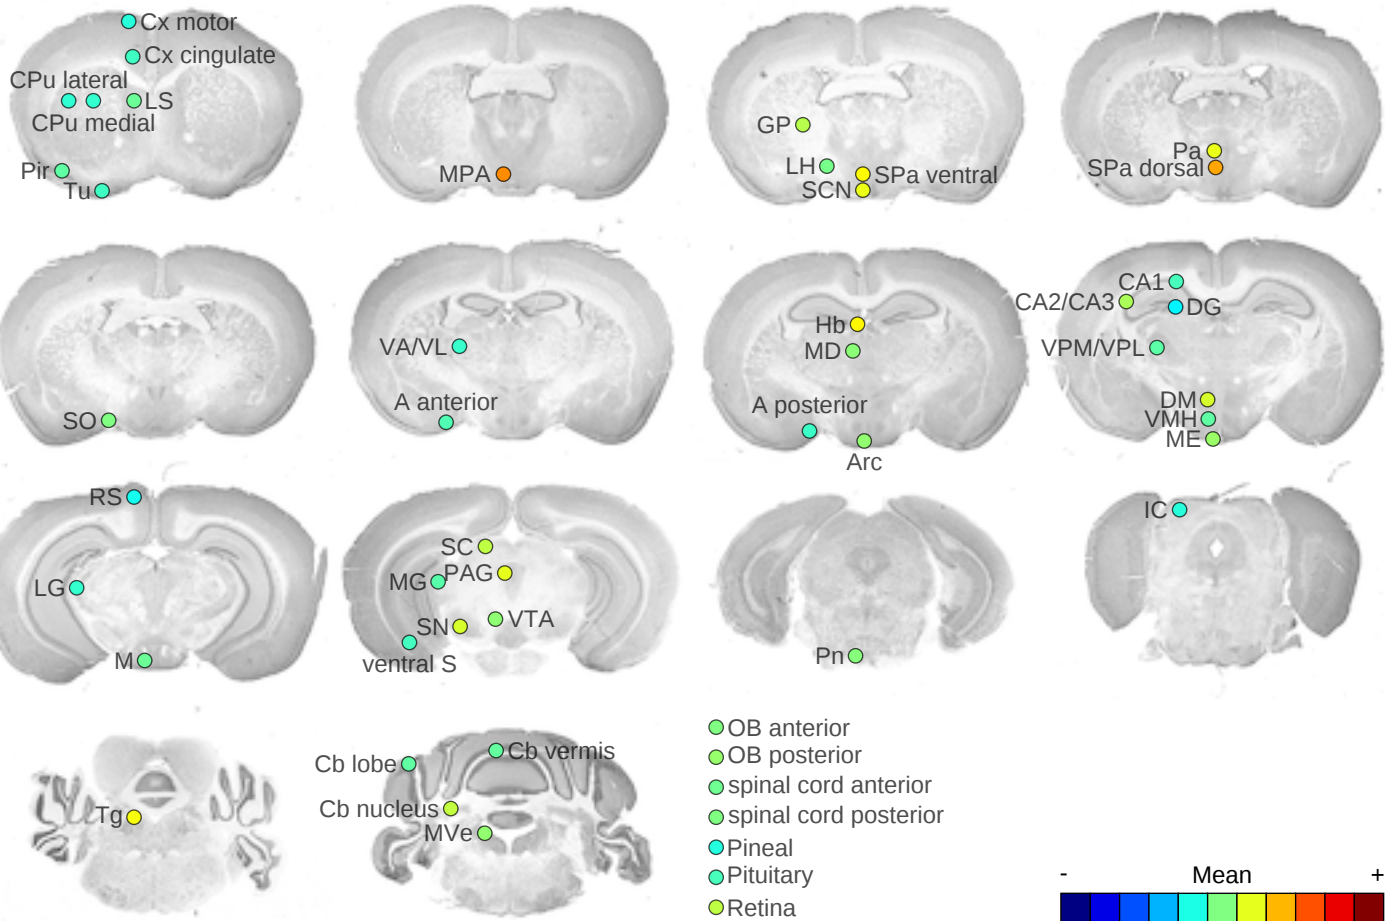 Cx motor
Cx cingulate
CPu lateral
LS
CPu medial
Pir
Tu
MPA
GP
LH
SPa ventral
SCN
Pa
SPa dorsal
SO
VA/VL
A anterior
Hb
MD
A posterior
Arc
CA1
CA2/CA3
DG
VPM/VPL
DM
VMH
ME
RS
LG
M
SC
MG
PAG
VTA
SN
ventral S
Pn
IC
Tg
Cb lobe
Cb vermis
Cb nucleus
MVe
OB anterior
OB posterior
spinal cord anterior
spinal cord posterior
Pineal
Pituitary
Retina
- Mean +